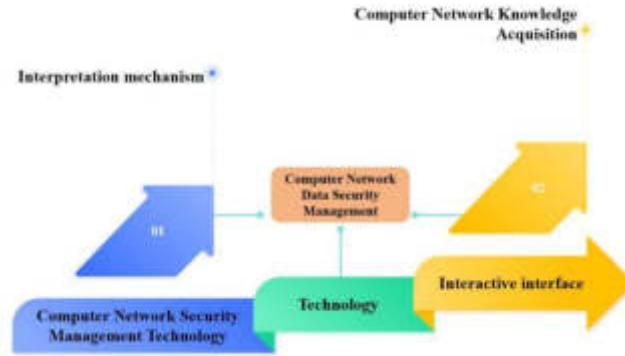 Computer Network Knowledge
Acquisition
Interpretation mechanism
Computer Network
Data Security
Management
01
02
Technology
Interactive interface
Computer Network Security
Management Technology